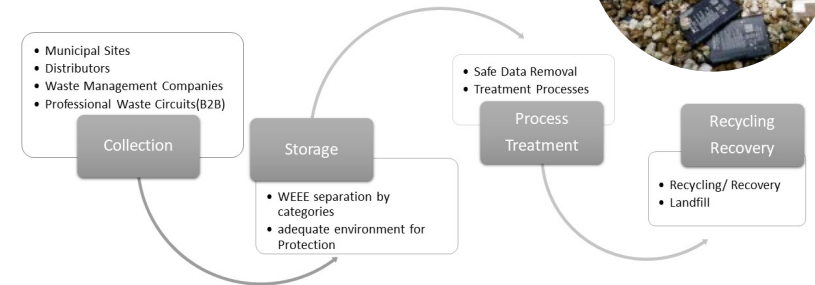 Municipal Sites
Distributors
Waste Management Companies
Professional Waste Circuits(B2B)
Collection
Storage
WEEE separation by
categories
adequate environment for
Protection
Safe Data Removal
Treatment Processes
Process
Treatment
Recycling
Recovery
Recycling/ Recovery
Landfill